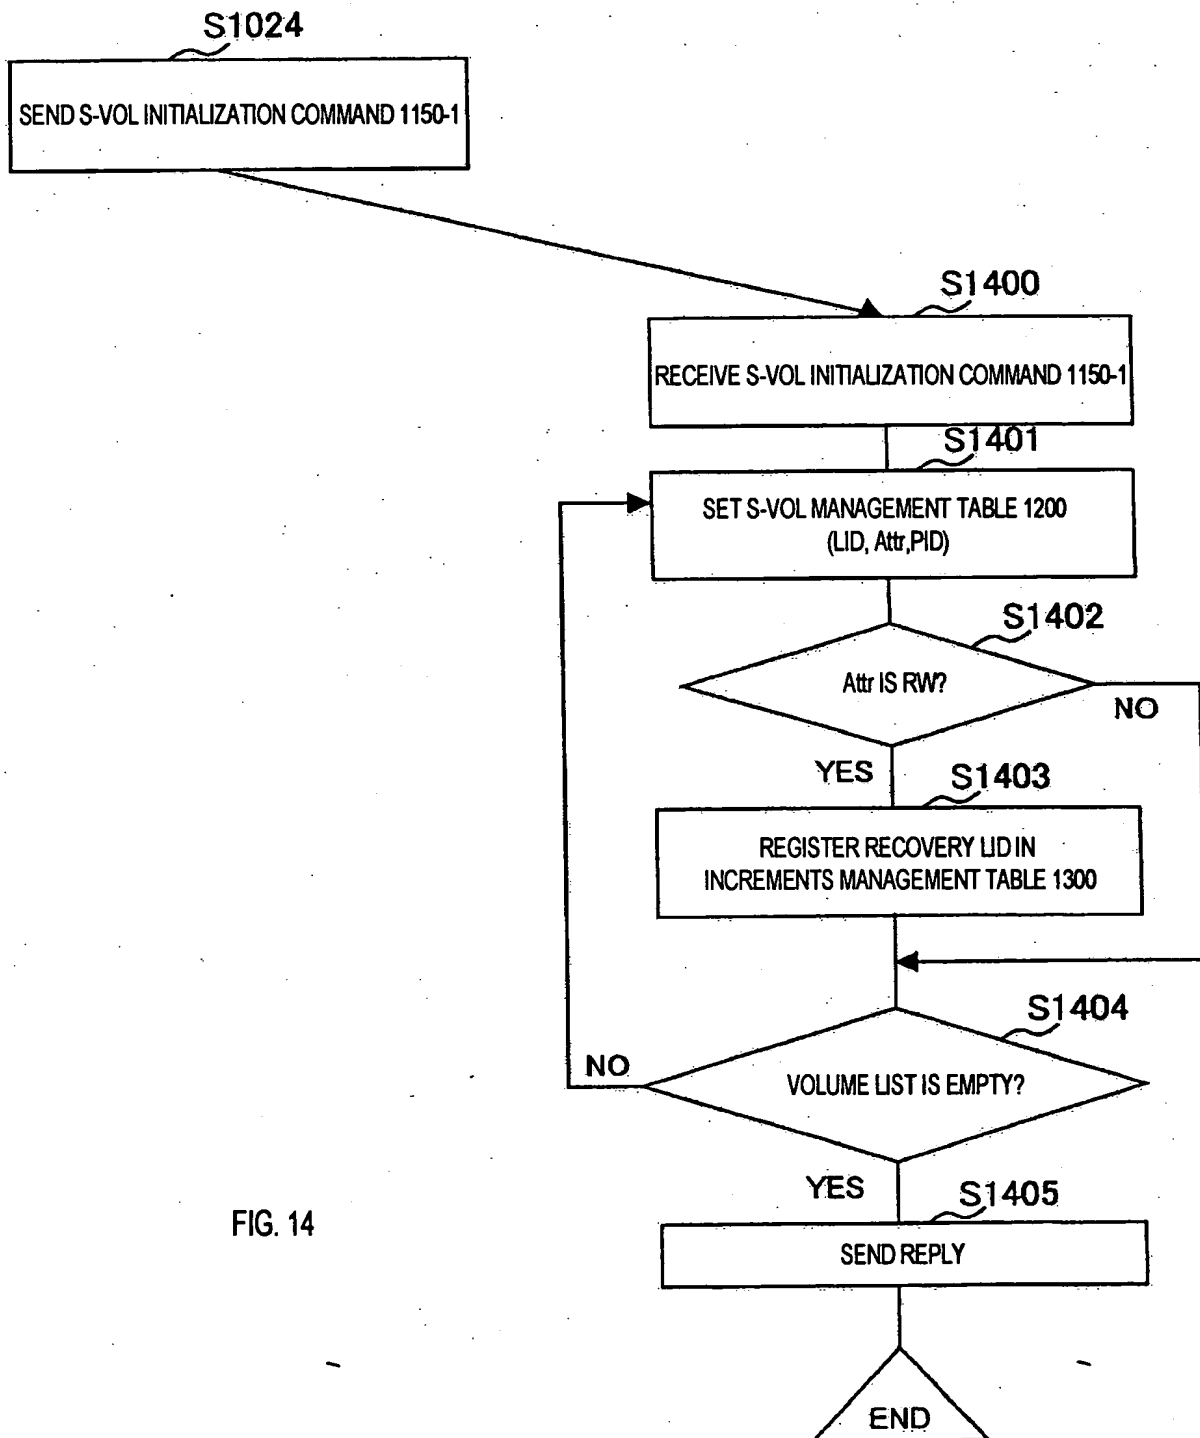 S1024
SEND S-VOL INITIALIZATION COMMAND 1150-1
S1400
RECEIVE S-VOL INITIALIZATION COMMAND 1150-1
S1401
SET S-VOL MANAGEMENT TABLE 1200
(LID, Attr,PID)
S1402
Attr IS RW?
NO
YES
S1403
REGISTER RECOVERY LID IN
INCREMENTS MANAGEMENT TABLE 1300
S1404
NO
VOLUME LIST IS EMPTY?
YES
S1405
FIG. 14
SEND REPLY
END